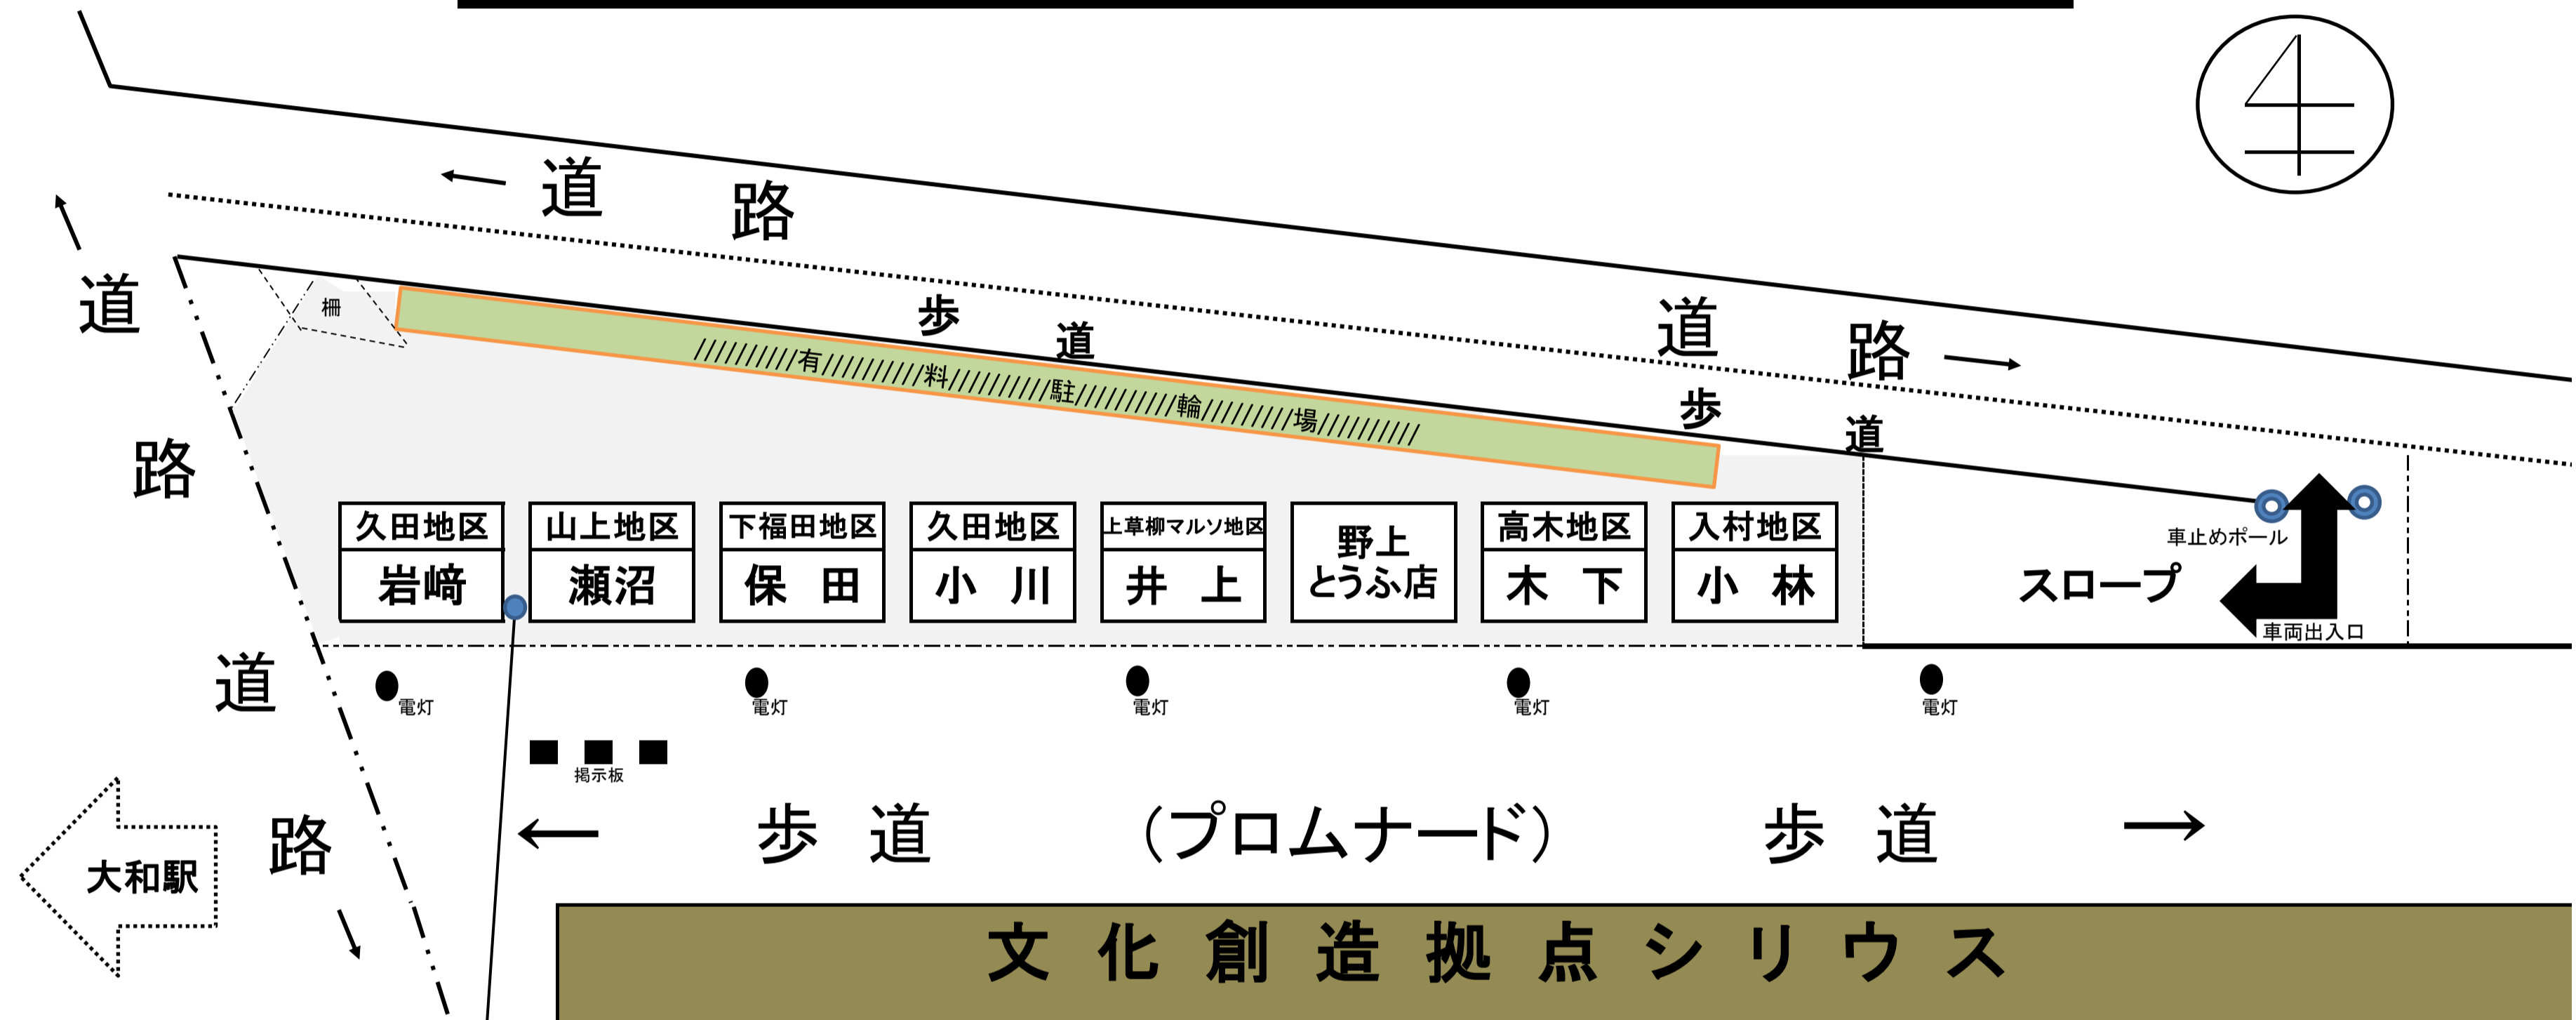 道路
道
路
柵
歩道
道路
有料駐輪場
歩道
久田地区
岩﨑
山上地区
瀬沼
下福田地区
保　田
久田地区
小　川
上草柳マルソ地区
井　上
野上
とうふ店
高木地区
木　下
入村地区
小　林
車止めポール
スロープ
車両出入口
電灯
電灯
電灯
電灯
電灯
道
路
掲示板
歩　道　（プロムナード）　歩　道
大和駅
文化創造拠点シリウス